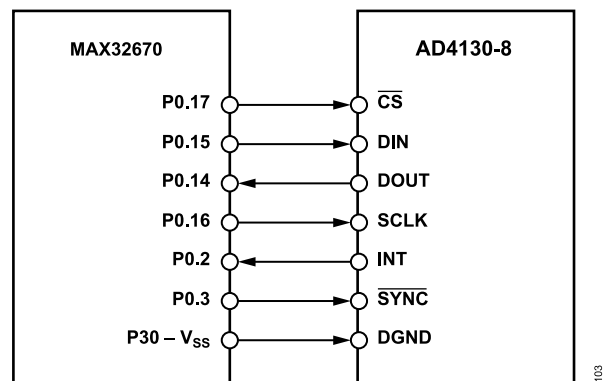 MAX32670 AD4130-8
P0.17 CS
P0.15 DIN
P0.14 DOUT
P0.16 SCLK
P0.2 INT
P0.3 SYNC
P30 – VSS DGND
103